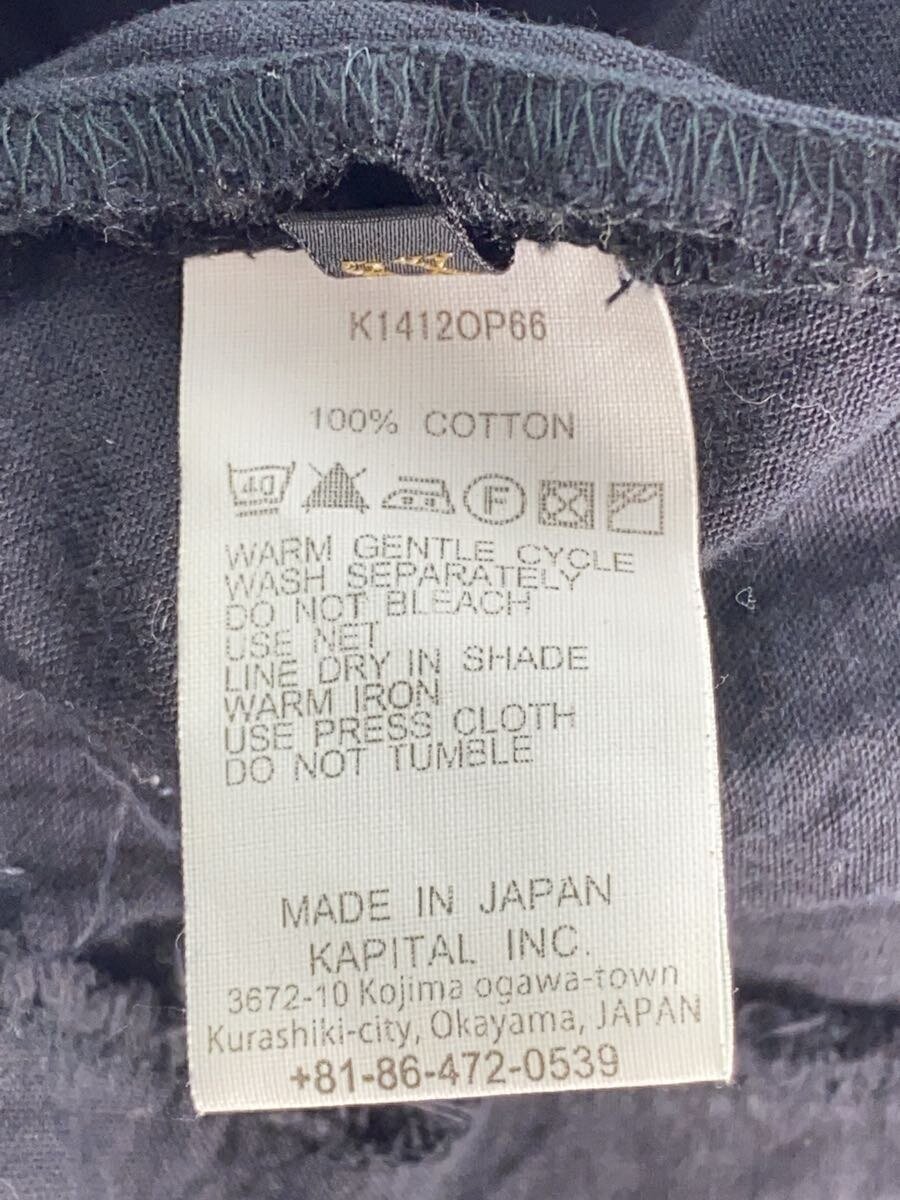 K1412OP66
100% COTTON
40 F
WARM GENTLE CYCLE
WASH SEPARATELY
DO NOT BLEACH
USE NET
LINE DRY IN SHADE
WARM IRON
USE PRESS CLOTH
DO NOT TUMBLE
MADE IN JAPAN
KAPITAL INC.
3672-10 Kojima ogawa-town
Kurashiki-city, Okayama, JAPAN
+81-86-472-0539